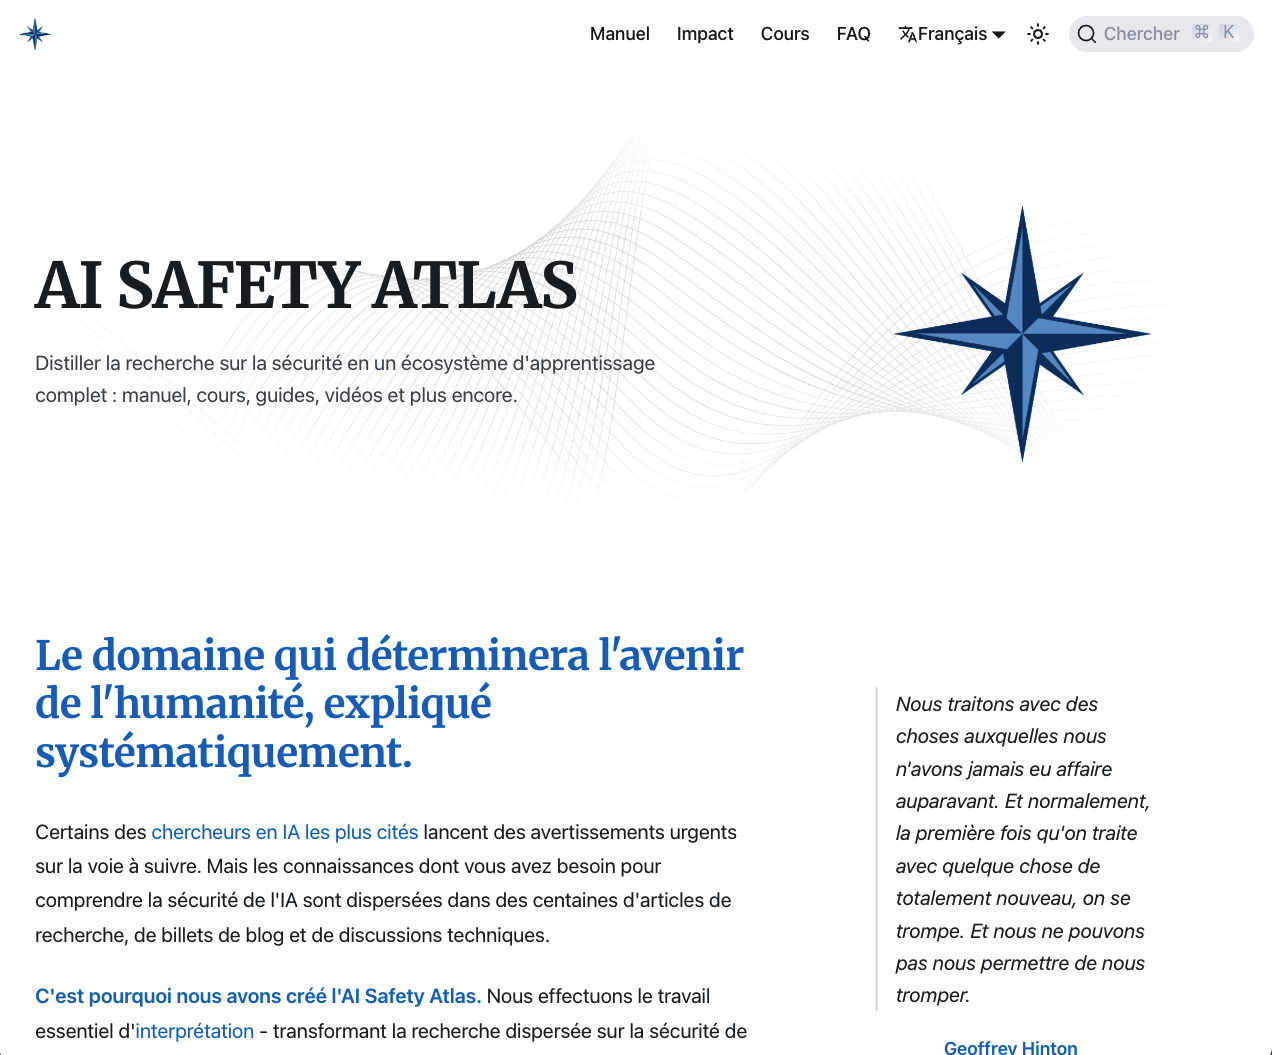 Manuel Impact Cours FAQ Français Chercher ⌘ K
AI SAFETY ATLAS
Distiller la recherche sur la sécurité en un écosystème d'apprentissage
complet : manuel, cours, guides, vidéos et plus encore.
Le domaine qui déterminera l'avenir
de l'humanité, expliqué
systématiquement.
Certains des chercheurs en IA les plus cités lancent des avertissements urgents
sur la voie à suivre. Mais les connaissances dont vous avez besoin pour
comprendre la sécurité de l'IA sont dispersées dans des centaines d'articles de
recherche, de billets de blog et de discussions techniques.
C'est pourquoi nous avons créé l'AI Safety Atlas. Nous effectuons le travail
essentiel d'interprétation - transformant la recherche dispersée sur la sécurité de
Nous traitons avec des
choses auxquelles nous
n'avons jamais eu affaire
auparavant. Et normalement,
la première fois qu'on traite
avec quelque chose de
totalement nouveau, on se
trompe. Et nous ne pouvons
pas nous permettre de nous
tromper.
Geoffrey Hinton